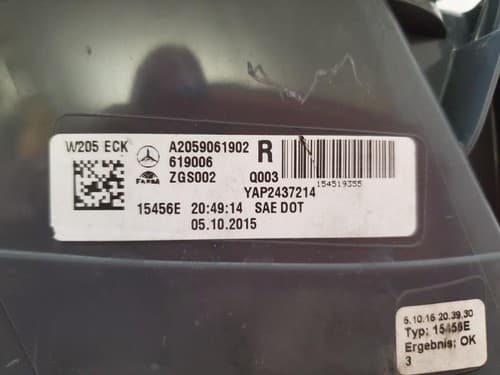 W205 ECK A2059061902 R
619006
FARBA ZGS002 Q003 154519355
YAP2437214
15456E 20:49:14 SAE DOT
05.10.2015
5.10.15 20.39.30
Typ: 15456E
Ergebnis: OK
3